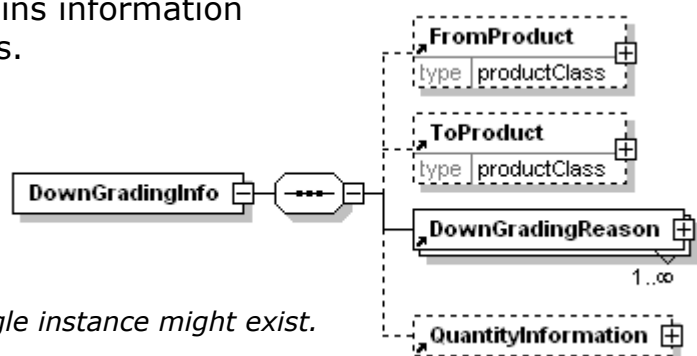 ins information
s.
FromProduct
type productClass
ToProduct
type productClass
DownGradingInfo
DownGradingReason
1..∞
gle instance might exist.
QuantityInformation